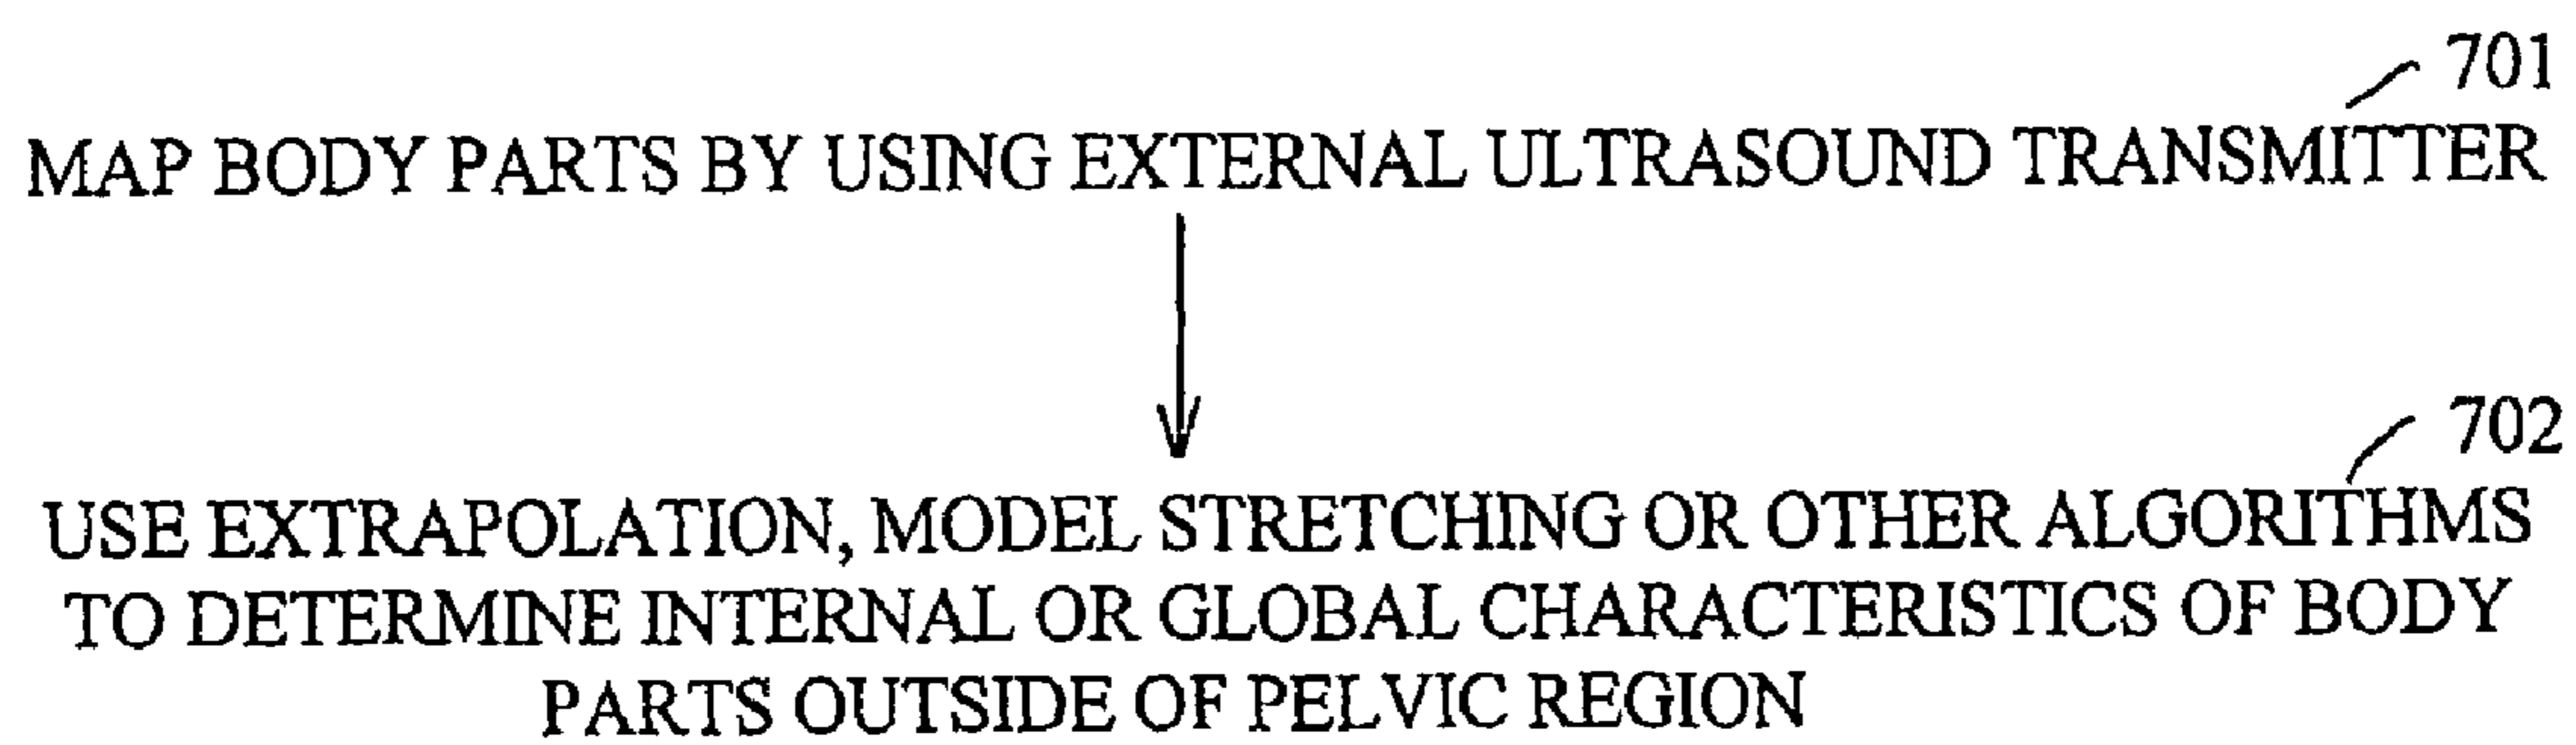 701
MAP BODY PARTS BY USING EXTERNAL ULTRASOUND TRANSMITTER
702
USE EXTRAPOLATION, MODEL STRETCHING OR OTHER ALGORITHMS
TO DETERMINE INTERNAL OR GLOBAL CHARACTERISTICS OF BODY
PARTS OUTSIDE OF PELVIC REGION